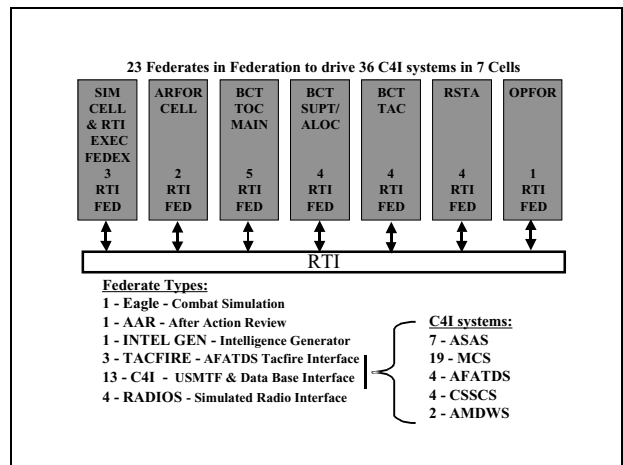 23 Federates in Federation to drive 36 C4I systems in 7 Cells
SIM
CELL
& RTI
EXEC
FEDEX
3
RTI
FED
ARFOR
CELL
2
RTI
FED
BCT
TOC
MAIN
5
RTI
FED
BCT
SUPT/
ALOC
4
RTI
FED
BCT
TAC
4
RTI
FED
RSTA
4
RTI
FED
OPFOR
1
RTI
FED
RTI
Federate Types:
1 - Eagle - Combat Simulation
1 - AAR - After Action Review
1 - INTEL GEN - Intelligence Generator
3 - TACFIRE - AFATDS Tacfire Interface
13 - C4I - USMTF & Data Base Interface
4 - RADIOS - Simulated Radio Interface
C4I systems:
7 - ASAS
19 - MCS
4 - AFATDS
4 - CSSCS
2 - AMDWS